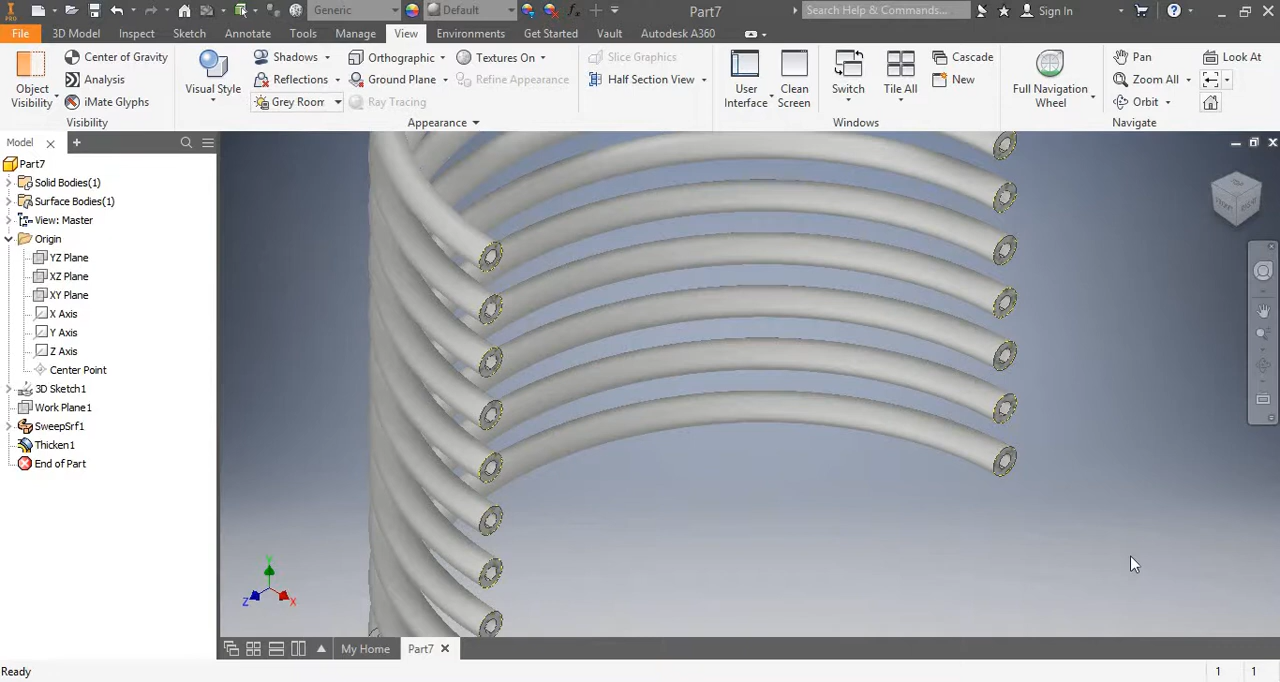 PRO
Generic
Default
Part7
Search Help & Commands...
Sign In
File
3D Model
Inspect
Sketch
Annotate
Tools
Manage
View
Environments
Get Started
Vault
Autodesk A360
Object Visibility
Center of Gravity
Analysis
iMate Glyphs
Visibility
Visual Style
Shadows
Reflections
Grey Room
Orthographic
Ground Plane
Ray Tracing
Textures On
Refine Appearance
Appearance
Slice Graphics
Half Section View
User Interface
Clean Screen
Switch
Tile All
Cascade
New
Windows
Full Navigation Wheel
Pan
Zoom All
Orbit
Look At
Navigate
Model
Part7
Solid Bodies(1)
Surface Bodies(1)
View: Master
Origin
YZ Plane
XZ Plane
XY Plane
X Axis
Y Axis
Z Axis
Center Point
3D Sketch1
Work Plane1
SweepSrf1
Thicken1
End of Part
Y
Z
X
My Home
Part7
Ready
1
1